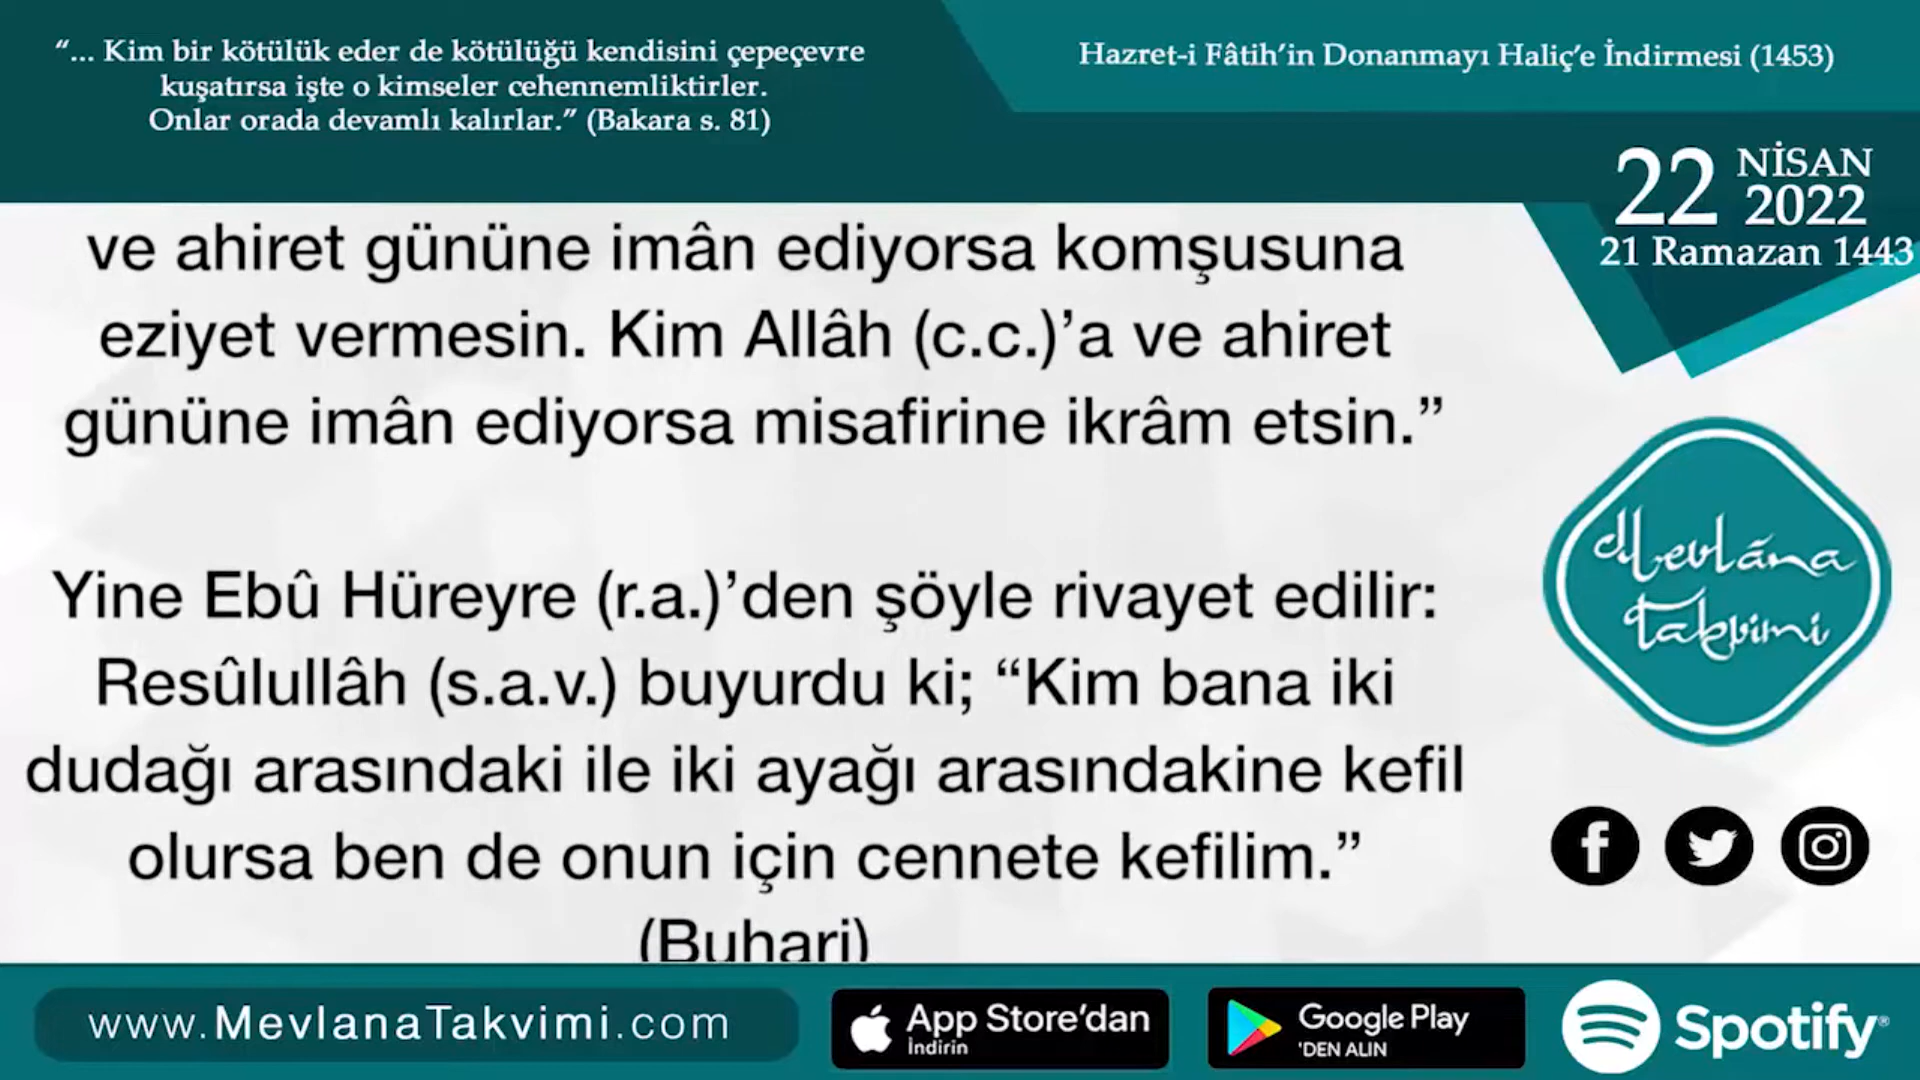 “... Kim bir kötülük eder de kötülüğü kendisini çepeçevre
kuşatırsa işte o kimseler cehennemliktirler.
Onlar orada devamlı kalırlar.” (Bakara s. 81)
Hazret-i Fâtih’in Donanmayı Haliç’e İndirmesi (1453)
22 NİSAN
2022
21 Ramazan 1443
ve ahiret gününe imân ediyorsa komşusuna
eziyet vermesin. Kim Allâh (c.c.)’a ve ahiret
gününe imân ediyorsa misafirine ikrâm etsin.”
Yine Ebû Hüreyre (r.a.)’den şöyle rivayet edilir:
Resûlullâh (s.a.v.) buyurdu ki; “Kim bana iki
dudağı arasındaki ile iki ayağı arasındakine kefil
olursa ben de onun için cennete kefilim.”
(Buhari)
Mevlâna
Takvimi
www.MevlanaTakvimi.com
App Store’dan
İndirin
Google Play
'DEN ALIN
Spotify